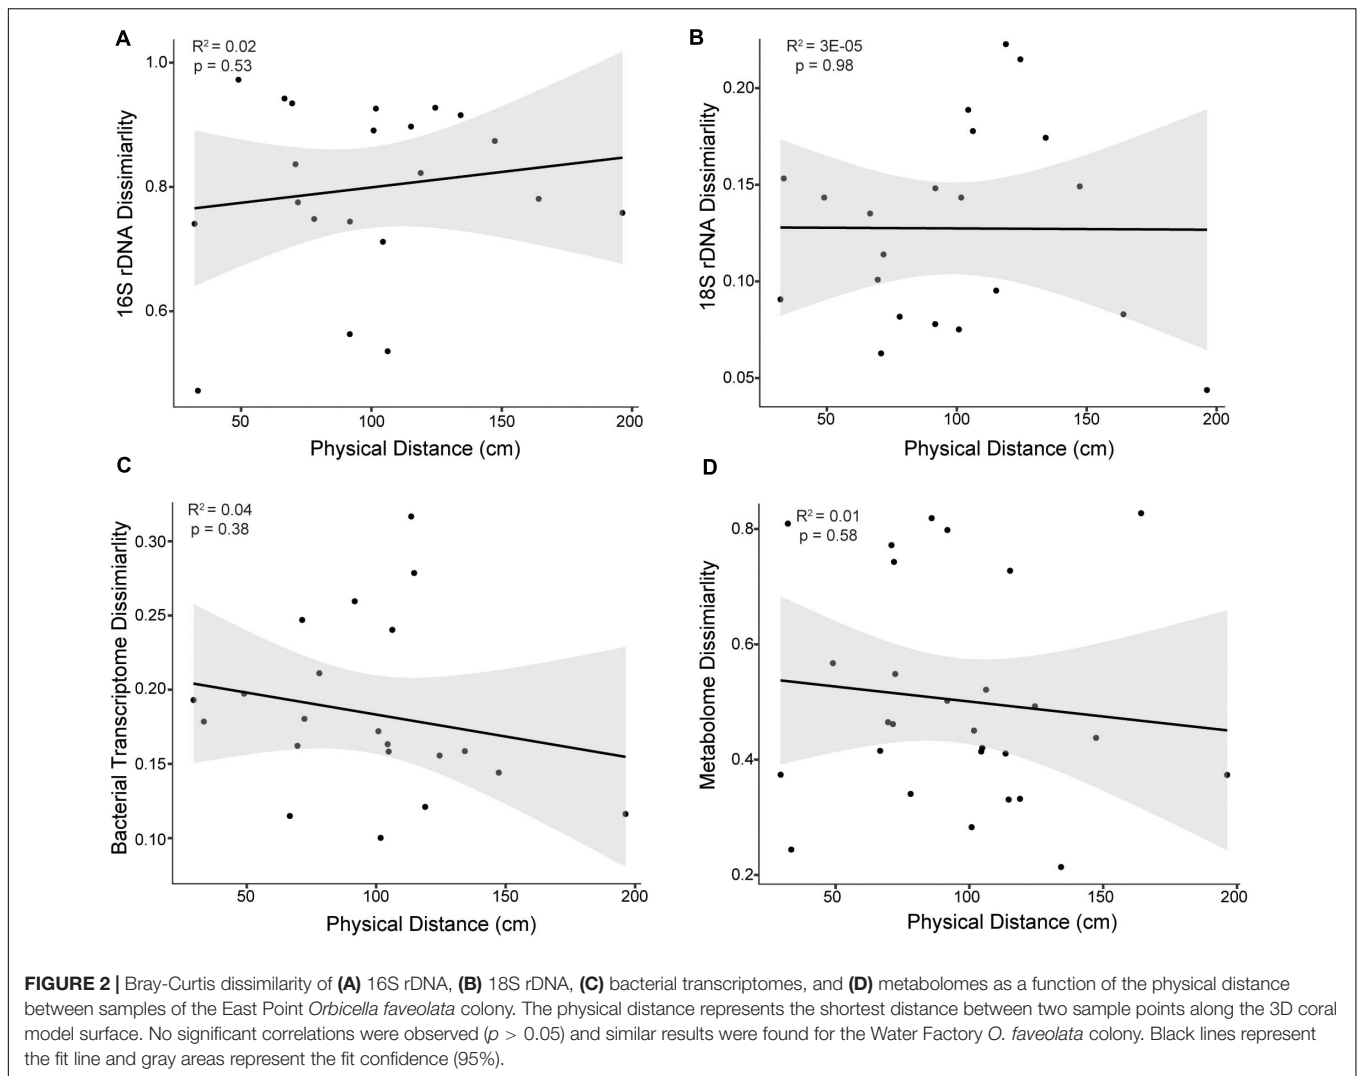 A
R² = 0.02
p = 0.53
1.0
0.8
0.6
16S rDNA Dissimiarlity
50
100
150
200
Physical Distance (cm)
B
R² = 3E-05
p = 0.98
0.20
0.15
0.10
0.05
18S rDNA Dissimiarlity
50
100
150
200
Physical Distance (cm)
C
R² = 0.04
p = 0.38
0.30
0.25
0.20
0.15
0.10
Bacterial Transcriptome Dissimiarlity
50
100
150
200
Physical Distance (cm)
D
R² = 0.01
p = 0.58
0.8
0.6
0.4
0.2
Metabolome Dissimiarlity
50
100
150
200
Physical Distance (cm)
FIGURE 2 | Bray-Curtis dissimilarity of (A) 16S rDNA, (B) 18S rDNA, (C) bacterial transcriptomes, and (D) metabolomes as a function of the physical distance
between samples of the East Point Orbicella faveolata colony. The physical distance represents the shortest distance between two sample points along the 3D coral
model surface. No significant correlations were observed (p > 0.05) and similar results were found for the Water Factory O. faveolata colony. Black lines represent
the fit line and gray areas represent the fit confidence (95%).